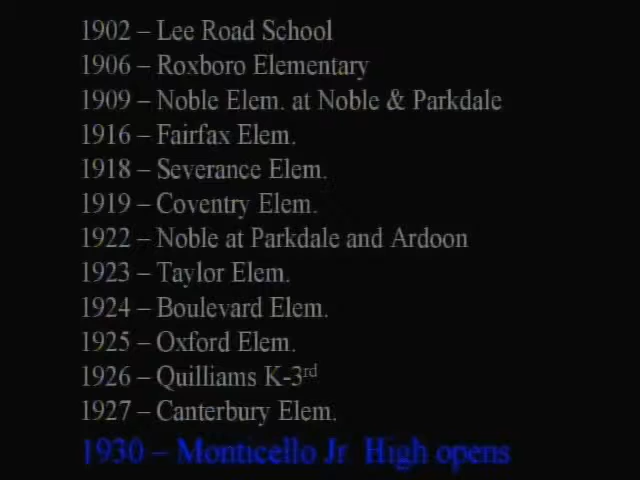 1902 – Lee Road School
1906 – Roxboro Elementary
1909 – Noble Elem. at Noble & Parkdale
1916 – Fairfax Elem.
1918 – Severance Elem.
1919 – Coventry Elem.
1922 – Noble at Parkdale and Ardoon
1923 – Taylor Elem.
1924 – Boulevard Elem.
1925 – Oxford Elem.
1926 – Quilliams K-3rd
1927 – Canterbury Elem.
1930 – Monticello Jr. High opens